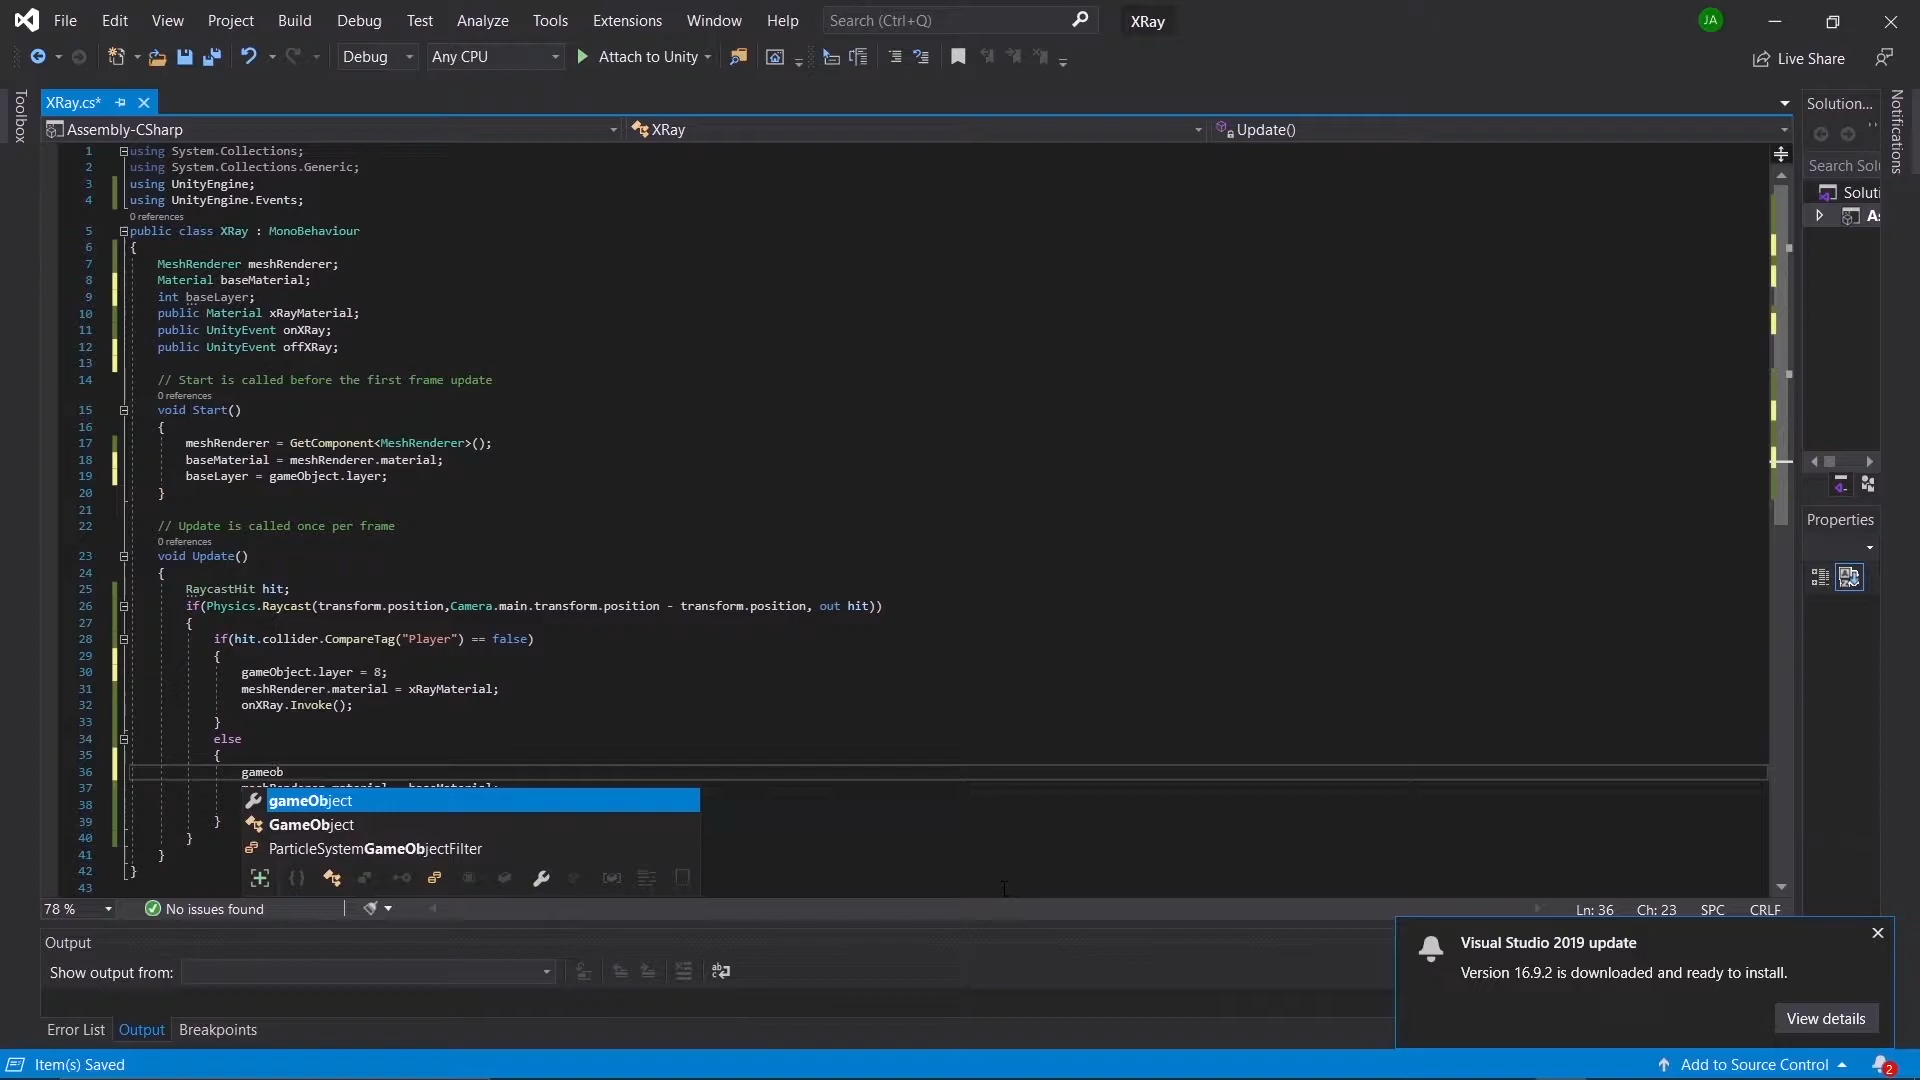 File Edit View Project Build Debug Test Analyze Tools Extensions Window Help Search (Ctrl+Q) XRay JA
Debug Any CPU Attach to Unity Live Share
Toolbox
XRay.cs*
Solution...
Notifications
Assembly-CSharp XRay Update()
Search Solu
Soluti
As
1 using System.Collections;
2 using System.Collections.Generic;
3 using UnityEngine;
4 using UnityEngine.Events;
0 references
5 public class XRay : MonoBehaviour
6 {
7 MeshRenderer meshRenderer;
8 Material baseMaterial;
9 int baseLayer;
10 public Material xRayMaterial;
11 public UnityEvent onXRay;
12 public UnityEvent offXRay;
13
14 // Start is called before the first frame update
0 references
15 void Start()
16 {
17 meshRenderer = GetComponent<MeshRenderer>();
18 baseMaterial = meshRenderer.material;
19 baseLayer = gameObject.layer;
20 }
21
22 // Update is called once per frame
0 references
23 void Update()
24 {
25 RaycastHit hit;
26 if(Physics.Raycast(transform.position,Camera.main.transform.position - transform.position, out hit))
27 {
28 if(hit.collider.CompareTag("Player") == false)
29 {
30 gameObject.layer = 8;
31 meshRenderer.material = xRayMaterial;
32 onXRay.Invoke();
33 }
34 else
35 {
36 gameob
37
38
39 }
40 }
41 }
42 }
43
gameObject
GameObject
ParticleSystemGameObjectFilter
Properties
78 % No issues found Ln: 36 Ch: 23 SPC CRLF
Output
Show output from:
Error List Output Breakpoints
Visual Studio 2019 update
Version 16.9.2 is downloaded and ready to install.
View details
Item(s) Saved Add to Source Control 2